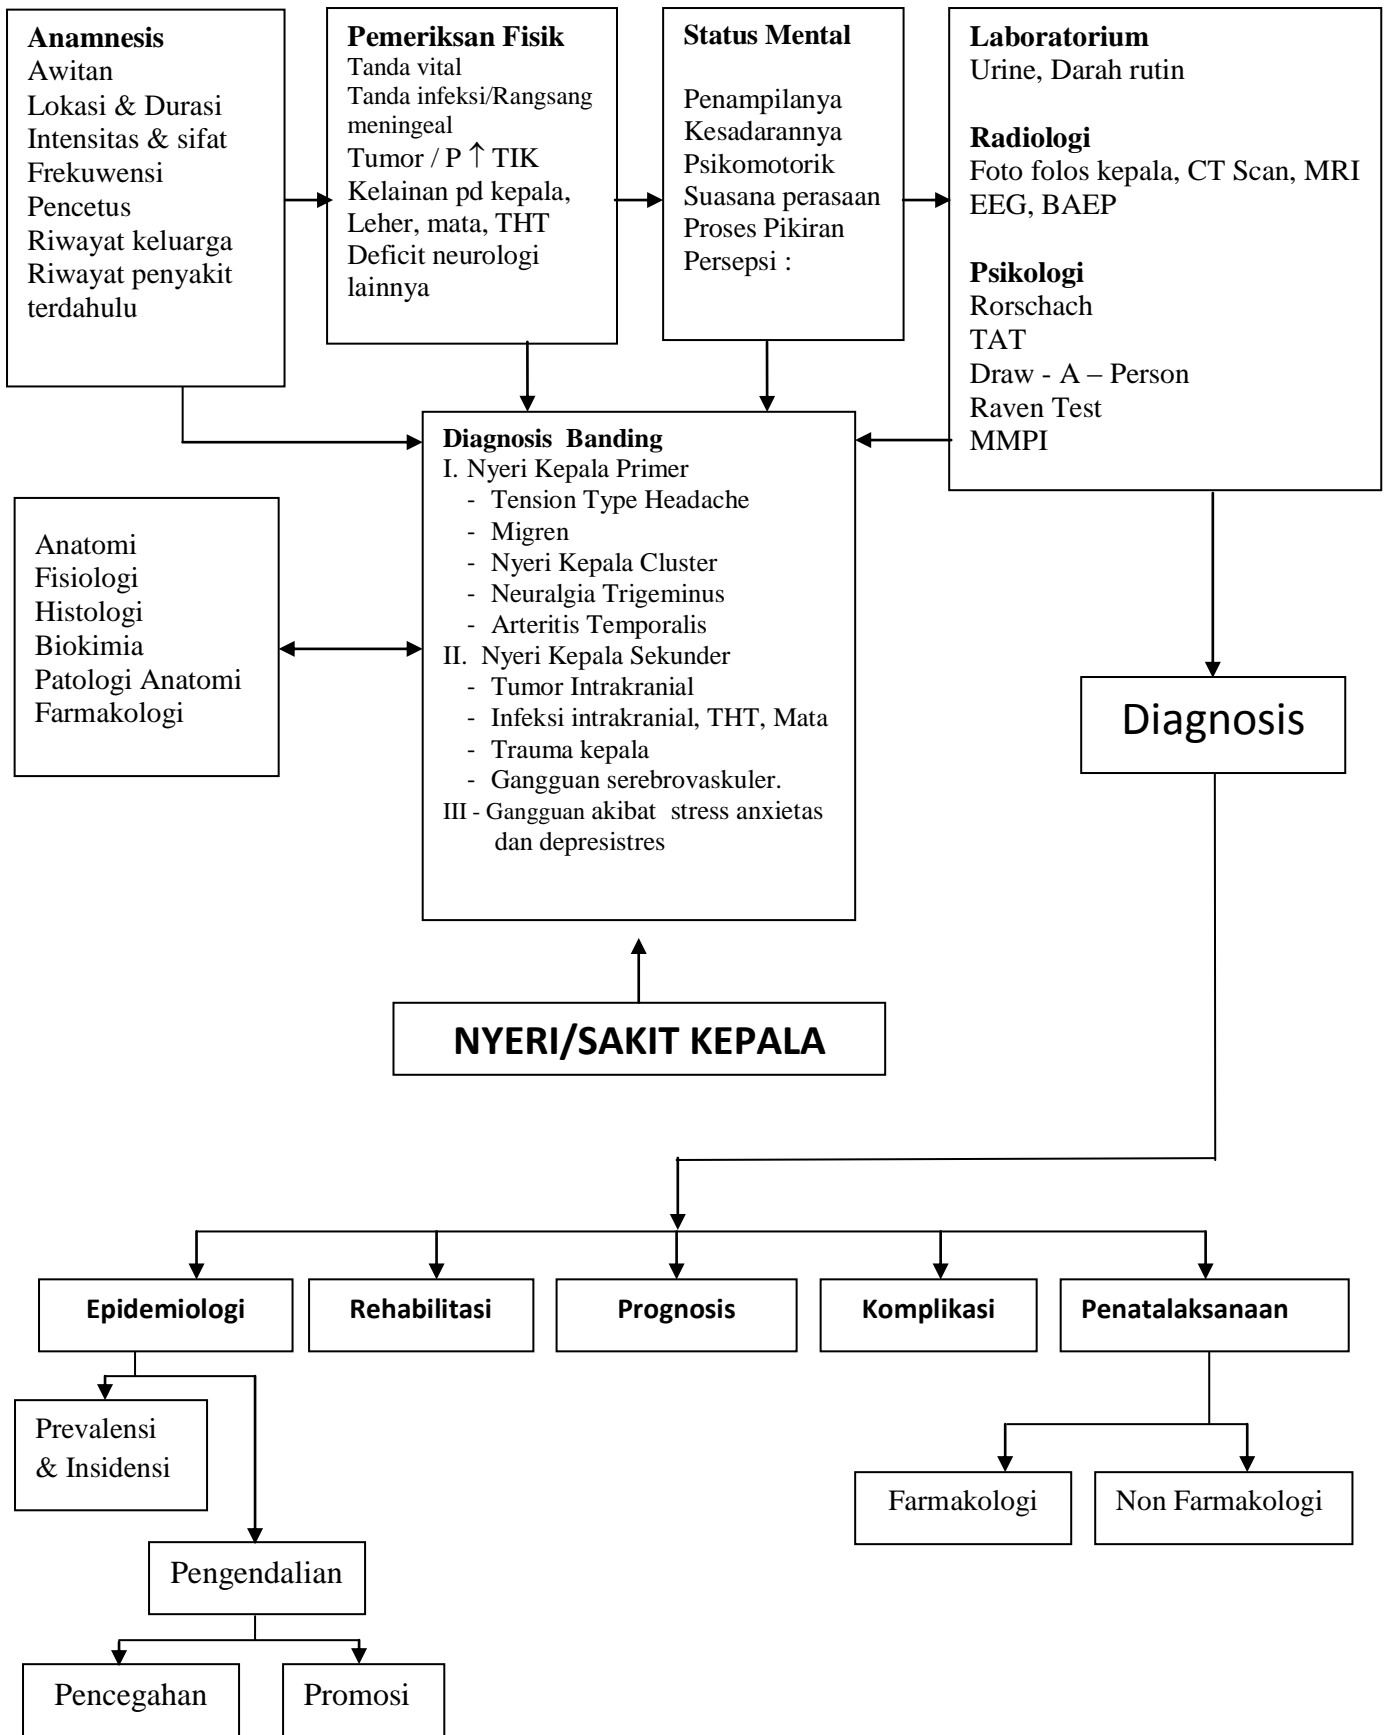 Anamnesis
Awitan
Lokasi & Durasi
Intensitas & sifat
Frekuwensi
Pencetus
Riwayat keluarga
Riwayat penyakit
terdahulu
Pemeriksan Fisik
Tanda vital
Tanda infeksi/Rangsang
meningeal
Tumor / P ↑ TIK
Kelainan pd kepala,
Leher, mata, THT
Deficit neurologi
lainnya
Status Mental
Penampilanya
Kesadarannya
Psikomotorik
Suasana perasaan
Proses Pikiran
Persepsi :
Laboratorium
Urine, Darah rutin
Radiologi
Foto folos kepala, CT Scan, MRI
EEG, BAEP
Psikologi
Rorschach
TAT
Draw - A – Person
Raven Test
MMPI
Diagnosis Banding
I. Nyeri Kepala Primer
- Tension Type Headache
- Migren
- Nyeri Kepala Cluster
- Neuralgia Trigeminus
- Arteritis Temporalis
II. Nyeri Kepala Sekunder
- Tumor Intrakranial
- Infeksi intrakranial, THT, Mata
- Trauma kepala
- Gangguan serebrovaskuler.
III - Gangguan akibat stress anxietas
dan depresistres
Anatomi
Fisiologi
Histologi
Biokimia
Patologi Anatomi
Farmakologi
Diagnosis
NYERI/SAKIT KEPALA
Epidemiologi
Rehabilitasi
Prognosis
Komplikasi
Penatalaksanaan
Prevalensi
& Insidensi
Farmakologi
Non Farmakologi
Pengendalian
Pencegahan
Promosi